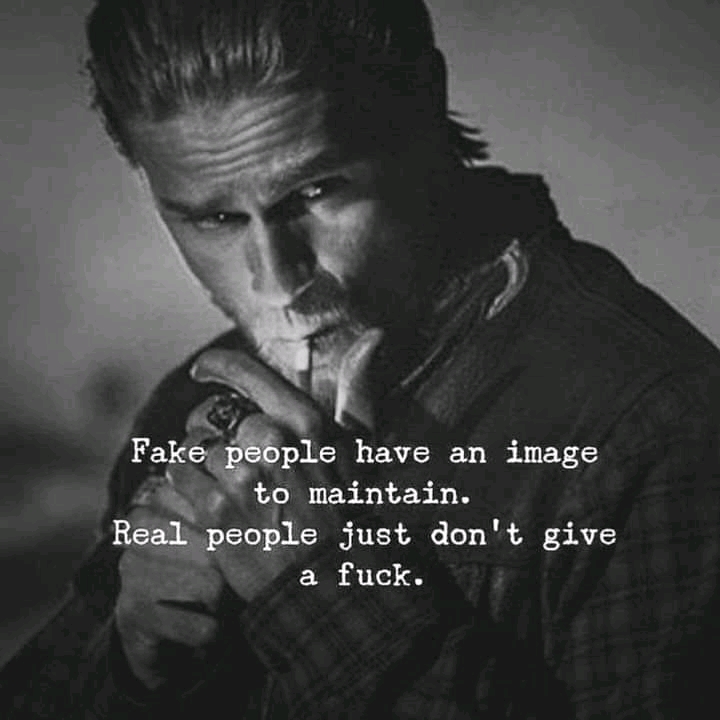 Fake people have an image
to maintain.
Real people just don't give
a fuck.